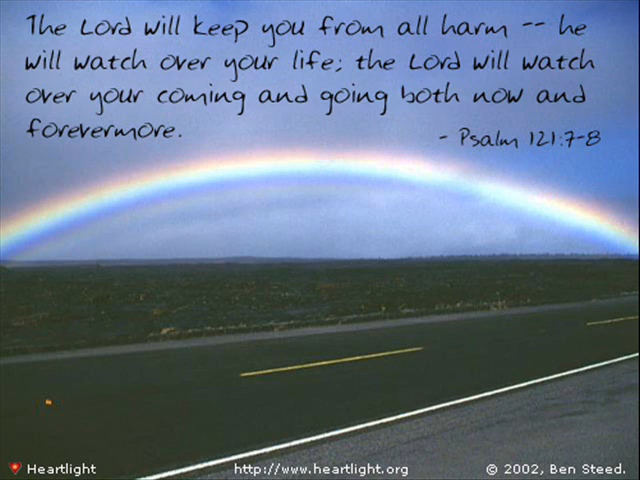 The Lord will keep you from all harm -- he
will watch over your life; the Lord will watch
over your coming and going both now and
forevermore.
- Psalm 121:7-8
Heartlight http://www.heartlight.org © 2002, Ben Steed.